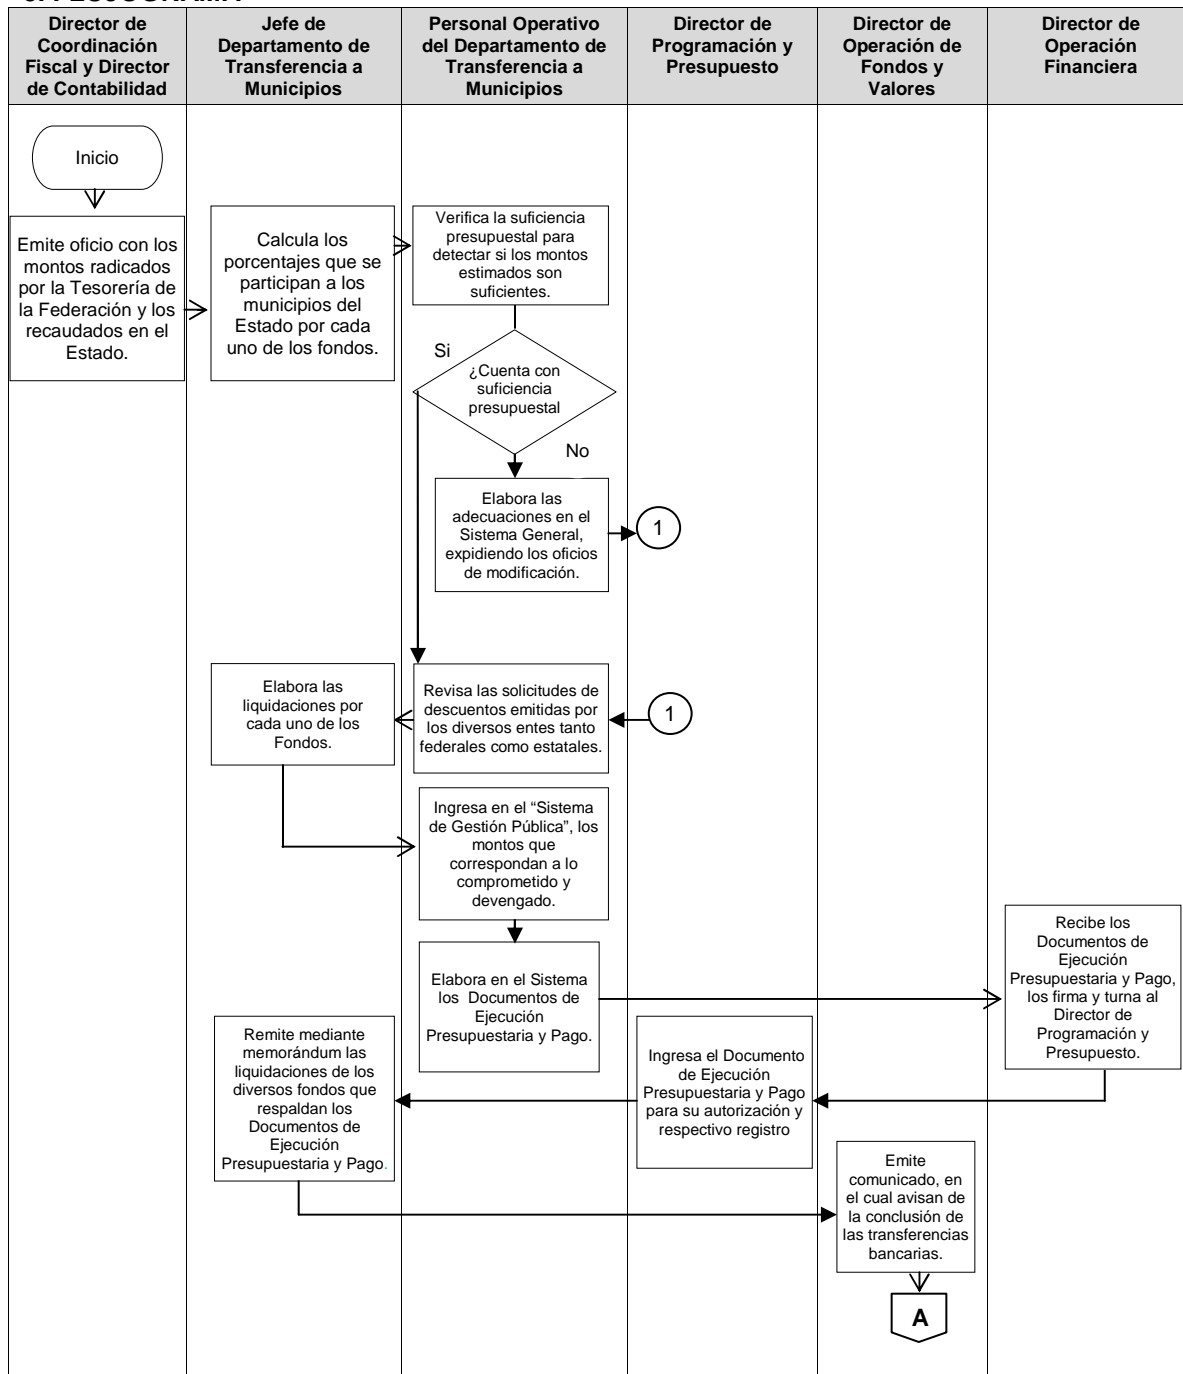 Director de
Coordinación
Fiscal y Director
de Contabilidad
Jefe de
Departamento de
Transferencia a
Municipios
Personal Operativo
del Departamento de
Transferencia a
Municipios
Director de
Programación y
Presupuesto
Director de
Operación de
Fondos y
Valores
Director de
Operación
Financiera
Inicio
Emite oficio con los
montos radicados
por la Tesorería de
la Federación y los
recaudados en el
Estado.
Calcula los
porcentajes que se
participan a los
municipios del
Estado por cada
uno de los fondos.
Verifica la suficiencia
presupuestal para
detectar si los montos
estimados son
suficientes.
Si
¿Cuenta con
suficiencia
presupuestal
No
Elabora las
adecuaciones en el
Sistema General,
expidiendo los oficios
de modificación.
1
Elabora las
liquidaciones por
cada uno de los
Fondos.
Revisa las solicitudes de
descuentos emitidas por
los diversos entes tanto
federales como estatales.
1
Ingresa en el “Sistema
de Gestión Pública”, los
montos que
correspondan a lo
comprometido y
devengado.
Elabora en el Sistema
los Documentos de
Ejecución
Presupuestaria y Pago.
Recibe los
Documentos de
Ejecución
Presupuestaria y Pago,
los firma y turna al
Director de
Programación y
Presupuesto.
Ingresa el Documento
de Ejecución
Presupuestaria y Pago
para su autorización y
respectivo registro
Remite mediante
memorándum las
liquidaciones de los
diversos fondos que
respaldan los
Documentos de
Ejecución
Presupuestaria y Pago.
Emite
comunicado, en
el cual avisan de
la conclusión de
las transferencias
bancarias.
A